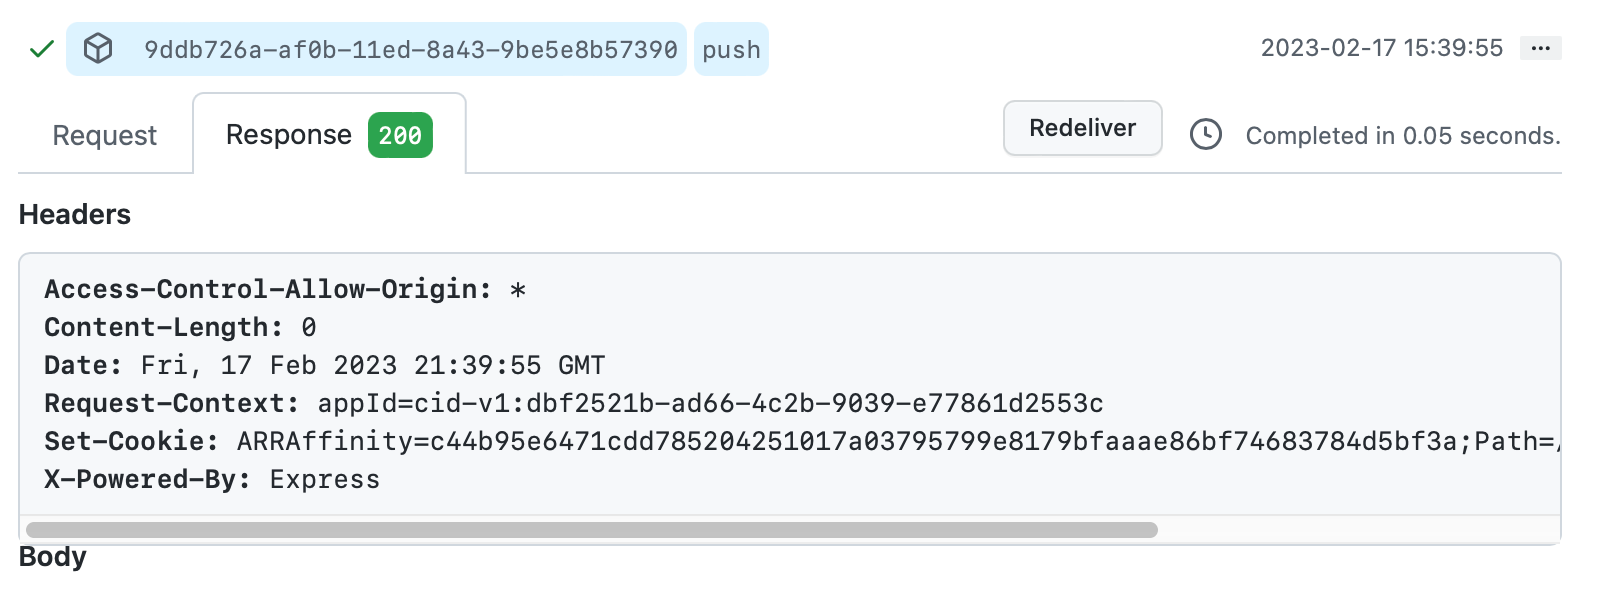 9ddb726a-af0b-11ed-8a43-9be5e8b57390 push 2023-02-17 15:39:55
Request Response 200 Redeliver Completed in 0.05 seconds.
Headers
Access-Control-Allow-Origin: *
Content-Length: 0
Date: Fri, 17 Feb 2023 21:39:55 GMT
Request-Context: appId=cid-v1:dbf2521b-ad66-4c2b-9039-e77861d2553c
Set-Cookie: ARRAffinity=c44b95e6471cdd785204251017a03795799e8179bfaaae86bf74683784d5bf3a;Path=/
X-Powered-By: Express
Body